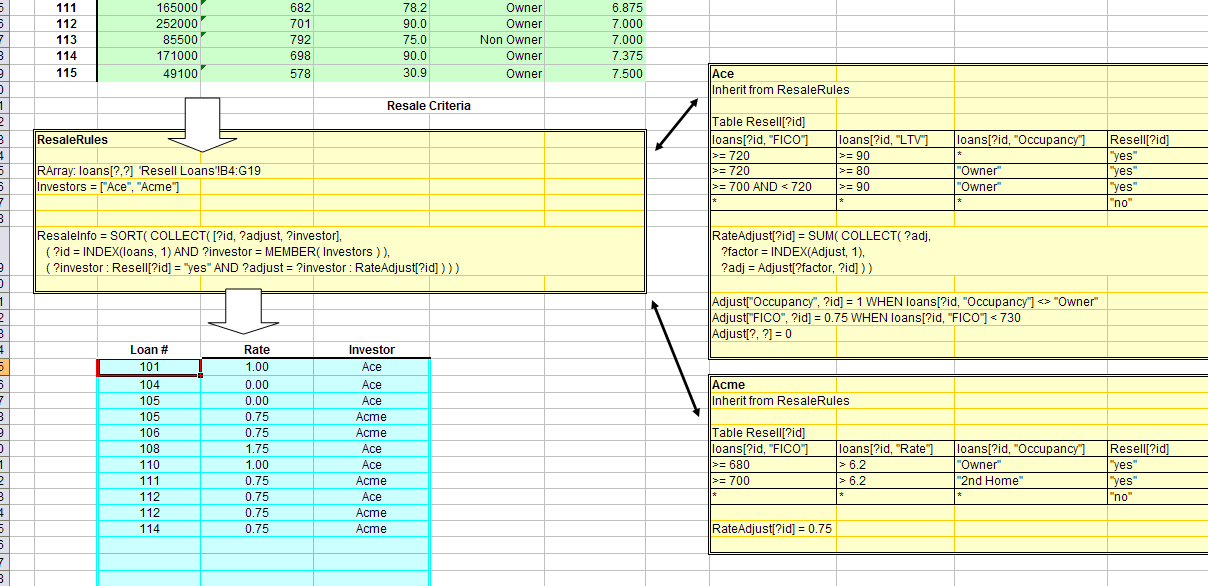 111 165000 682 78.2 Owner 6.875
112 252000 701 90.0 Owner 7.000
113 85500 792 75.0 Non Owner 7.000
114 171000 698 90.0 Owner 7.375
115 49100 578 30.9 Owner 7.500
Resale Criteria
ResaleRules
RArray: loans[?,?] 'Resell Loans'!B4:G19
Investors = ["Ace", "Acme"]
ResaleInfo = SORT( COLLECT( [?id, ?adjust, ?investor],
( ?id = INDEX(loans, 1) AND ?investor = MEMBER( Investors ) ),
( ?investor : Resell[?id] = "yes" AND ?adjust = ?investor : RateAdjust[?id] ) ) )
Loan # Rate Investor
101 1.00 Ace
104 0.00 Ace
105 0.00 Ace
105 0.75 Acme
106 0.75 Acme
108 1.75 Ace
110 1.00 Ace
111 0.75 Acme
112 0.75 Ace
112 0.75 Acme
114 0.75 Acme
Ace
Inherit from ResaleRules
Table Resell[?id]
loans[?id, "FICO"] loans[?id, "LTV"] loans[?id, "Occupancy"] Resell[?id]
>= 720 >= 90 * "yes"
>= 720 >= 80 "Owner" "yes"
>= 700 AND < 720 >= 90 "Owner" "yes"
* * * "no"
RateAdjust[?id] = SUM( COLLECT( ?adj,
?factor = INDEX(Adjust, 1),
?adj = Adjust[?factor, ?id] ) )
Adjust["Occupancy", ?id] = 1 WHEN loans[?id, "Occupancy"] <> "Owner"
Adjust["FICO", ?id] = 0.75 WHEN loans[?id, "FICO"] < 730
Adjust[?, ?] = 0
Acme
Inherit from ResaleRules
Table Resell[?id]
loans[?id, "FICO"] loans[?id, "Rate"] loans[?id, "Occupancy"] Resell[?id]
>= 680 > 6.2 "Owner" "yes"
>= 700 > 6.2 "2nd Home" "yes"
* * * "no"
RateAdjust[?id] = 0.75